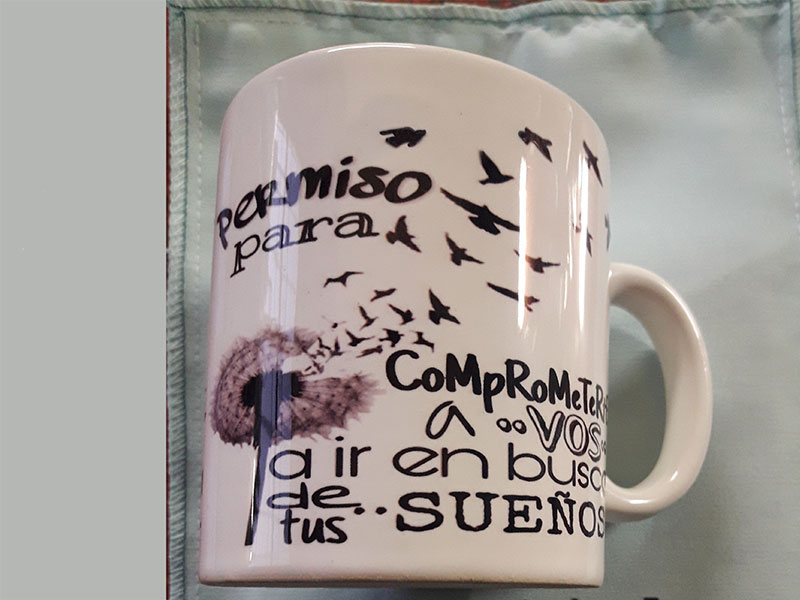 Permiso
para
CoMpRoMeTeR
a ..VOS..
a ir en busc
de
tus..SUEÑOS